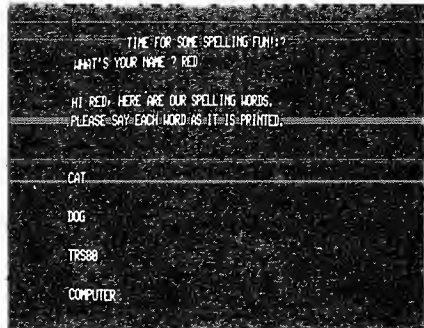 TIME FOR SOME SPELLING FUN!:?
WHAT'S YOUR NAME ? RED
HI RED, HERE ARE OUR SPELLING WORDS.
PLEASE SAY EACH WORD AS IT IS PRINTED.
CAT
DOG
TRS80
COMPUTER